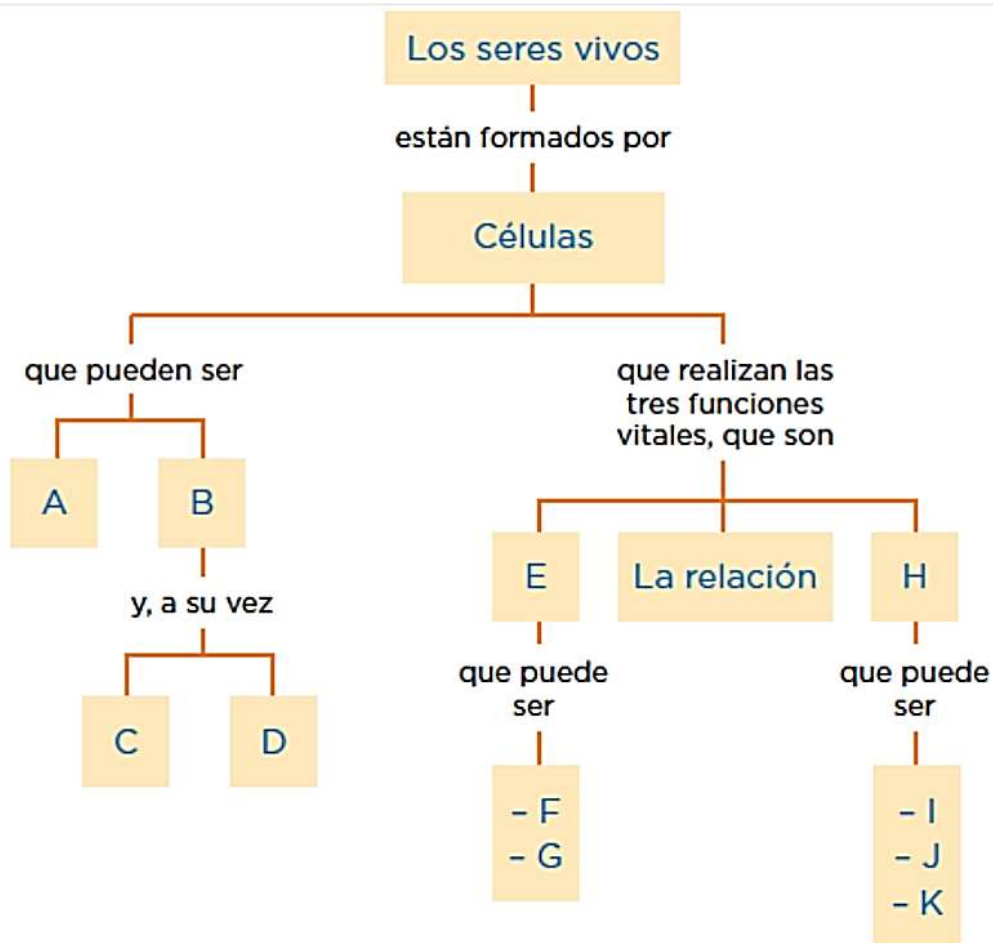 Los seres vivos
están formados por
Células
que pueden ser
A
B
y, a su vez
C
D
que realizan las
tres funciones
vitales, que son
E
La relación
H
que puede
ser
– F
– G
que puede
ser
– I
– J
– K